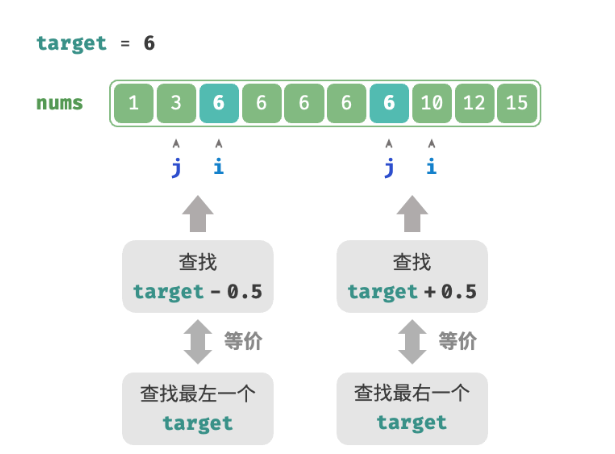 target = 6
nums 1 3 6 6 6 6 6 10 12 15
j i j i
查找
target - 0.5
查找
target + 0.5
等价
等价
查找最左一个
target
查找最右一个
target